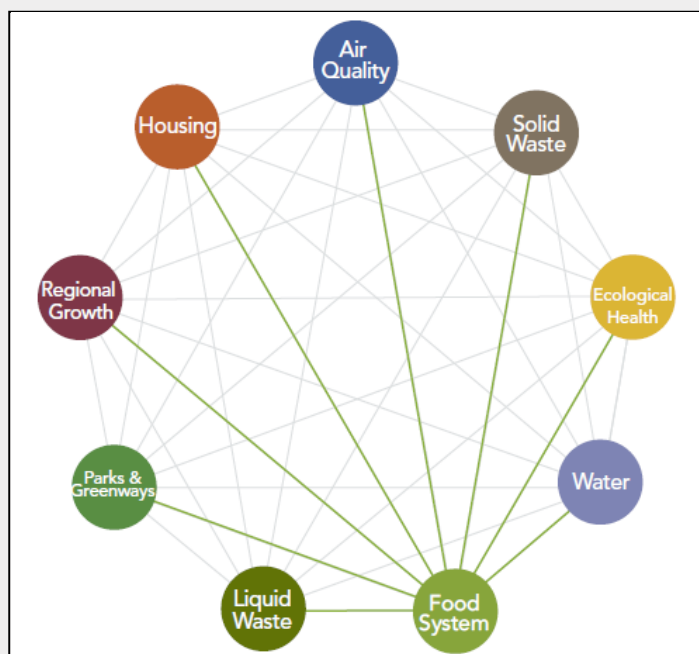 Air
Quality
Housing
Solid
Waste
Regional
Growth
Ecological
Health
Parks &
Greenways
Water
Liquid
Waste
Food
System